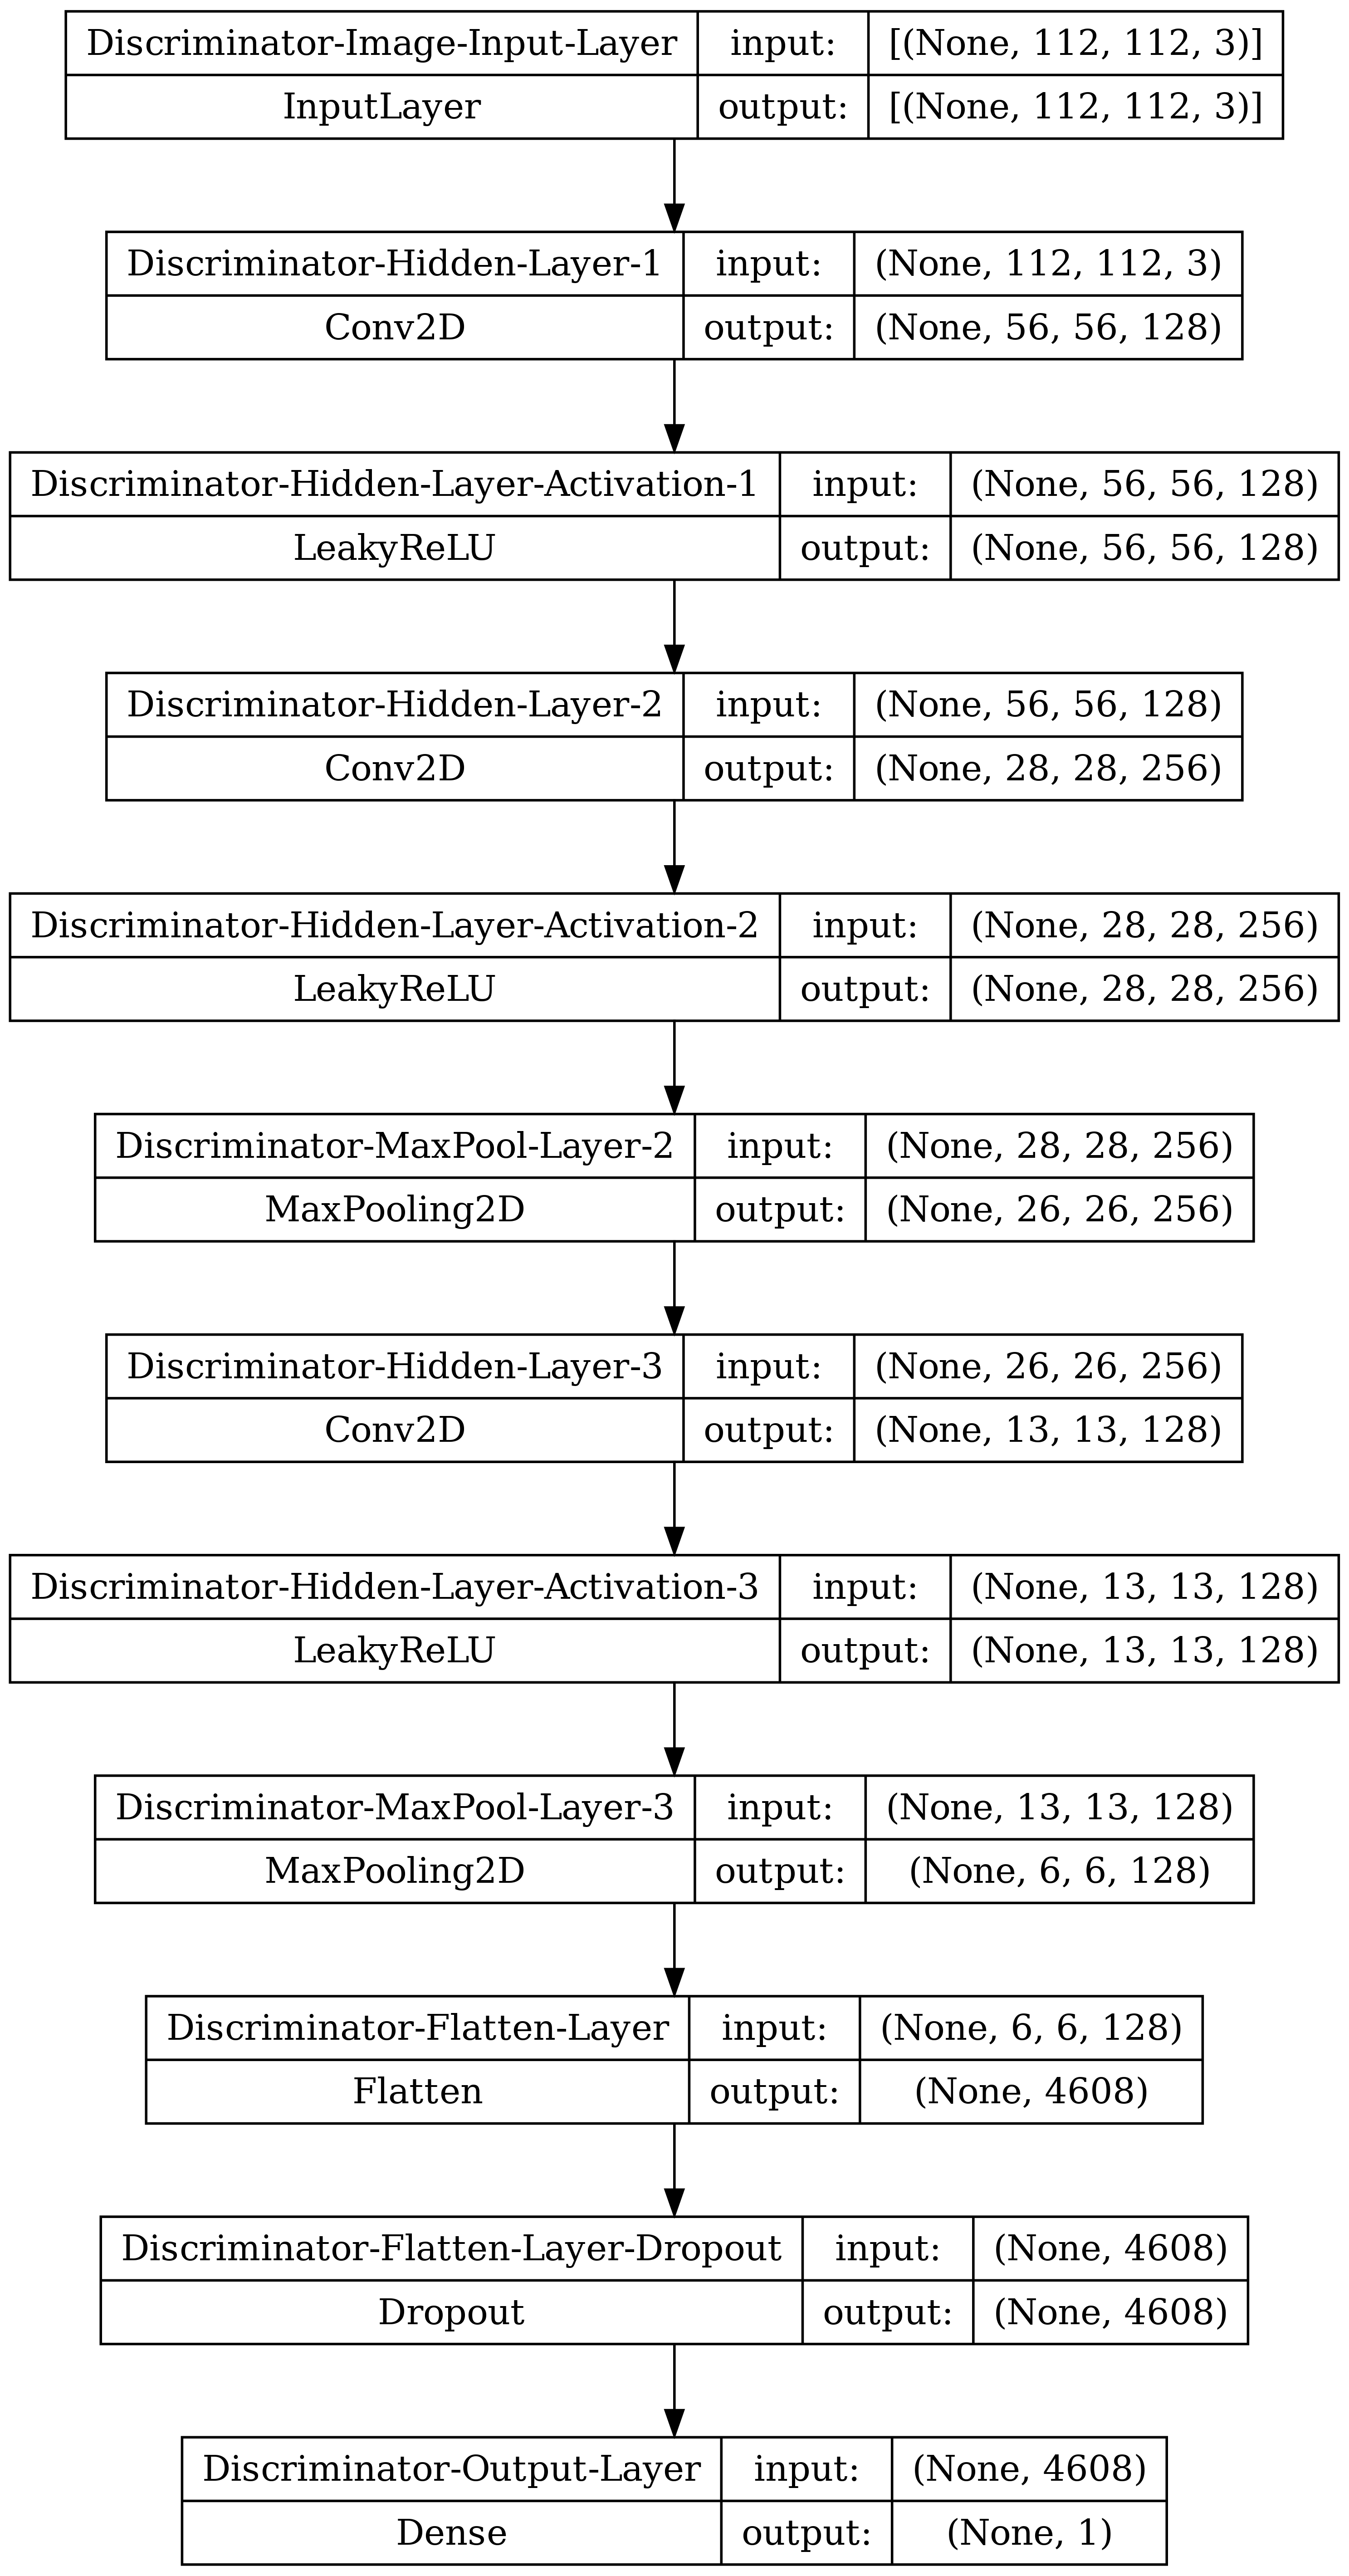 Discriminator-Image-Input-Layer input: [(None, 112, 112, 3)]
InputLayer output: [(None, 112, 112, 3)]
Discriminator-Hidden-Layer-1 input: (None, 112, 112, 3)
Conv2D output: (None, 56, 56, 128)
Discriminator-Hidden-Layer-Activation-1 input: (None, 56, 56, 128)
LeakyReLU output: (None, 56, 56, 128)
Discriminator-Hidden-Layer-2 input: (None, 56, 56, 128)
Conv2D output: (None, 28, 28, 256)
Discriminator-Hidden-Layer-Activation-2 input: (None, 28, 28, 256)
LeakyReLU output: (None, 28, 28, 256)
Discriminator-MaxPool-Layer-2 input: (None, 28, 28, 256)
MaxPooling2D output: (None, 26, 26, 256)
Discriminator-Hidden-Layer-3 input: (None, 26, 26, 256)
Conv2D output: (None, 13, 13, 128)
Discriminator-Hidden-Layer-Activation-3 input: (None, 13, 13, 128)
LeakyReLU output: (None, 13, 13, 128)
Discriminator-MaxPool-Layer-3 input: (None, 13, 13, 128)
MaxPooling2D output: (None, 6, 6, 128)
Discriminator-Flatten-Layer input: (None, 6, 6, 128)
Flatten output: (None, 4608)
Discriminator-Flatten-Layer-Dropout input: (None, 4608)
Dropout output: (None, 4608)
Discriminator-Output-Layer input: (None, 4608)
Dense output: (None, 1)